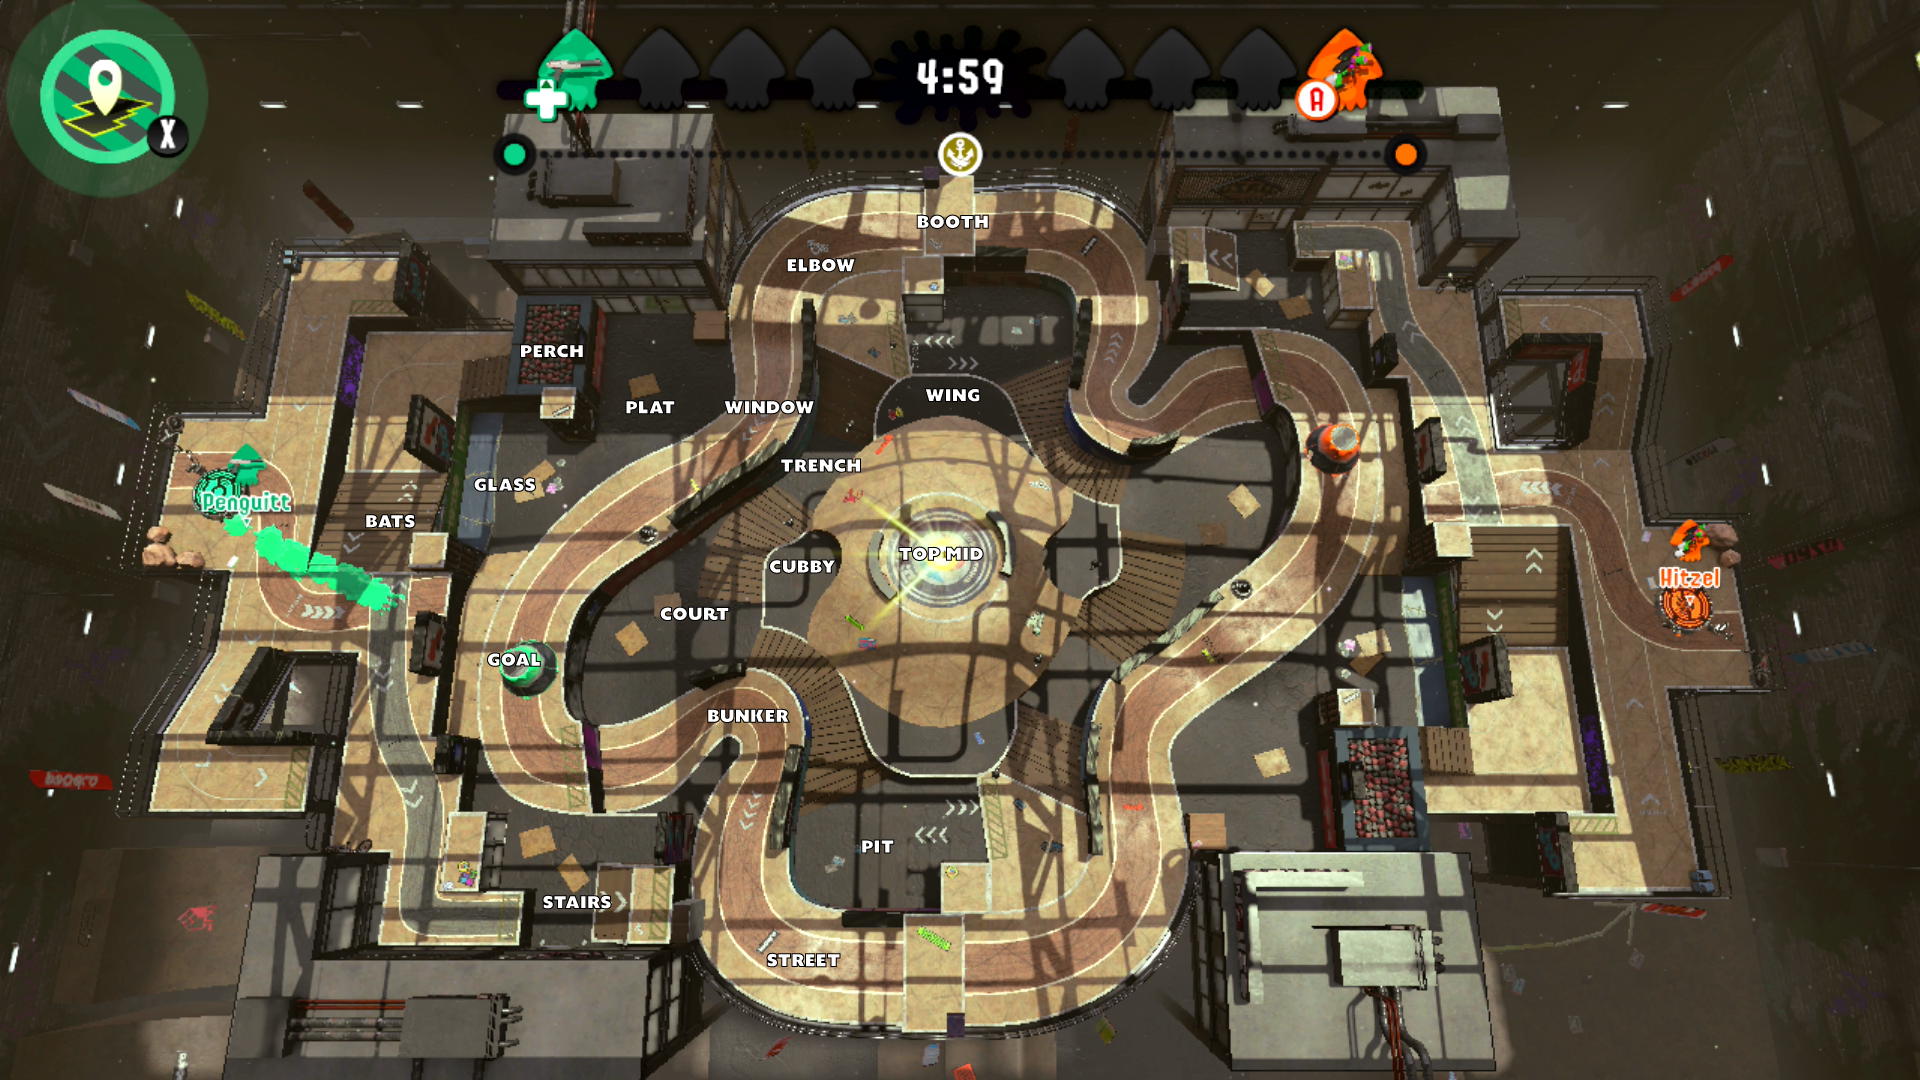 4:59
X
A
BOOTH
ELBOW
PERCH
WING
PLAT
WINDOW
TRENCH
GLASS
Penguitt
BATS
TOP MID
CUBBY
Hitzel
COURT
GOAL
BUNKER
PIT
STAIRS
STREET